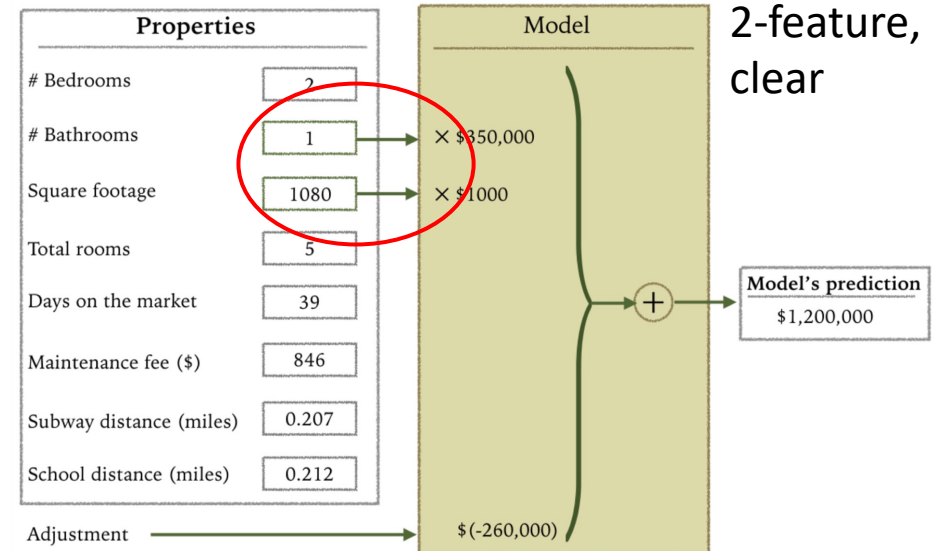 Properties
# Bedrooms 2
# Bathrooms 1
Square footage 1080
Total rooms 5
Days on the market 39
Maintenance fee ($) 846
Subway distance (miles) 0.207
School distance (miles) 0.212
Adjustment
Model
× $350,000
× $1000
$(-260,000)
+
Model's prediction
$1,200,000
2-feature,
clear